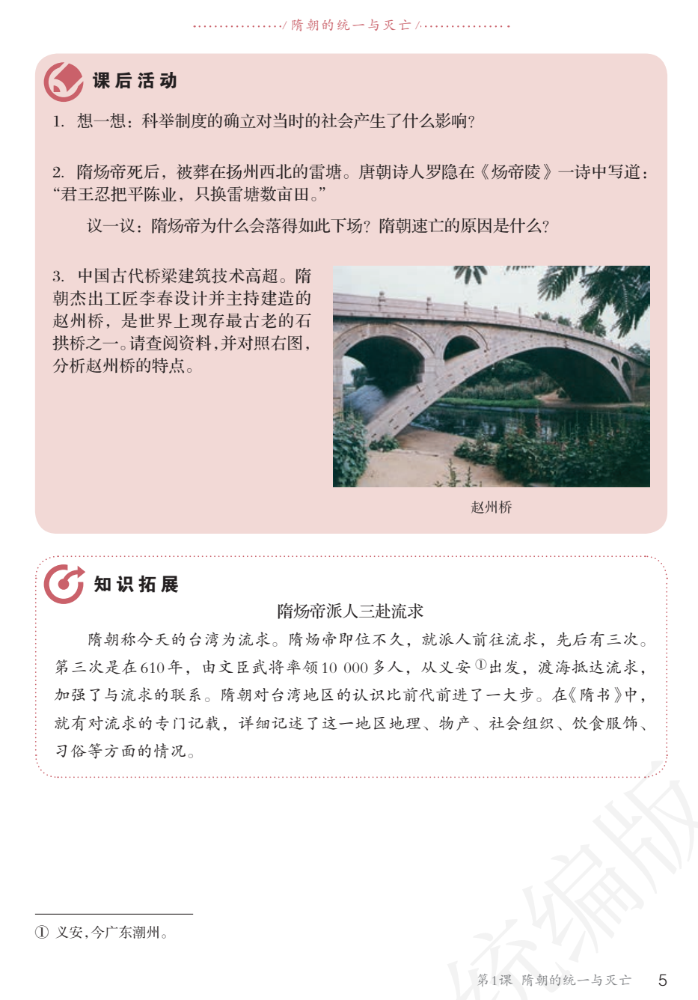 隋朝的统一与灭亡
课后活动
1. 想一想：科举制度的确立对当时的社会产生了什么影响？
2. 隋炀帝死后，被葬在扬州西北的雷塘。唐朝诗人罗隐在《炀帝陵》一诗中写道：
“君王忍把平陈业，只换雷塘数亩田。”
议一议：隋炀帝为什么会落得如此下场？隋朝速亡的原因是什么？
3. 中国古代桥梁建筑技术高超。隋
朝杰出工匠李春设计并主持建造的
赵州桥，是世界上现存最古老的石
拱桥之一。请查阅资料，并对照右图，
分析赵州桥的特点。
赵州桥
知识拓展
隋炀帝派人三赴流求
隋朝称今天的台湾为流求。隋炀帝即位不久，就派人前往流求，先后有三次。
第三次是在610年，由文臣武将率领10 000多人，从义安①出发，渡海抵达流求，
加强了与流求的联系。隋朝对台湾地区的认识比前代前进了一大步。在《隋书》中，
就有对流求的专门记载，详细记述了这一地区地理、物产、社会组织、饮食服饰、
习俗等方面的情况。
统编版
① 义安，今广东潮州。
第1课 隋朝的统一与灭亡 5